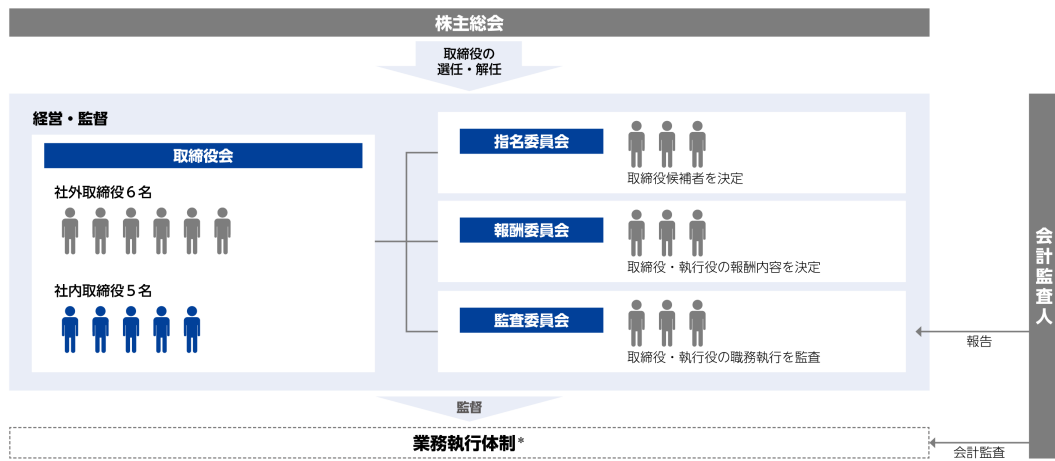 株主総会
取締役の
選任・解任
経営・監督
取締役会
社外取締役6名
社内取締役5名
指名委員会
取締役候補者を決定
報酬委員会
取締役・執行役の報酬内容を決定
監査委員会
取締役・執行役の職務執行を監査
会計監査人
報告
監督
業務執行体制*
会計監査